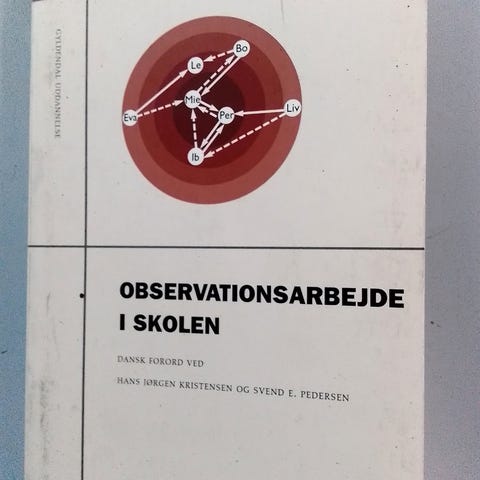 GYLDENDAL UDDANNELSE
Bo
Le
Mie
Eva
Per
Liv
Ib
OBSERVATIONSARBEJDE
I SKOLEN
DANSK FORORD VED
HANS JØRGEN KRISTENSEN OG SVEND E. PEDERSEN